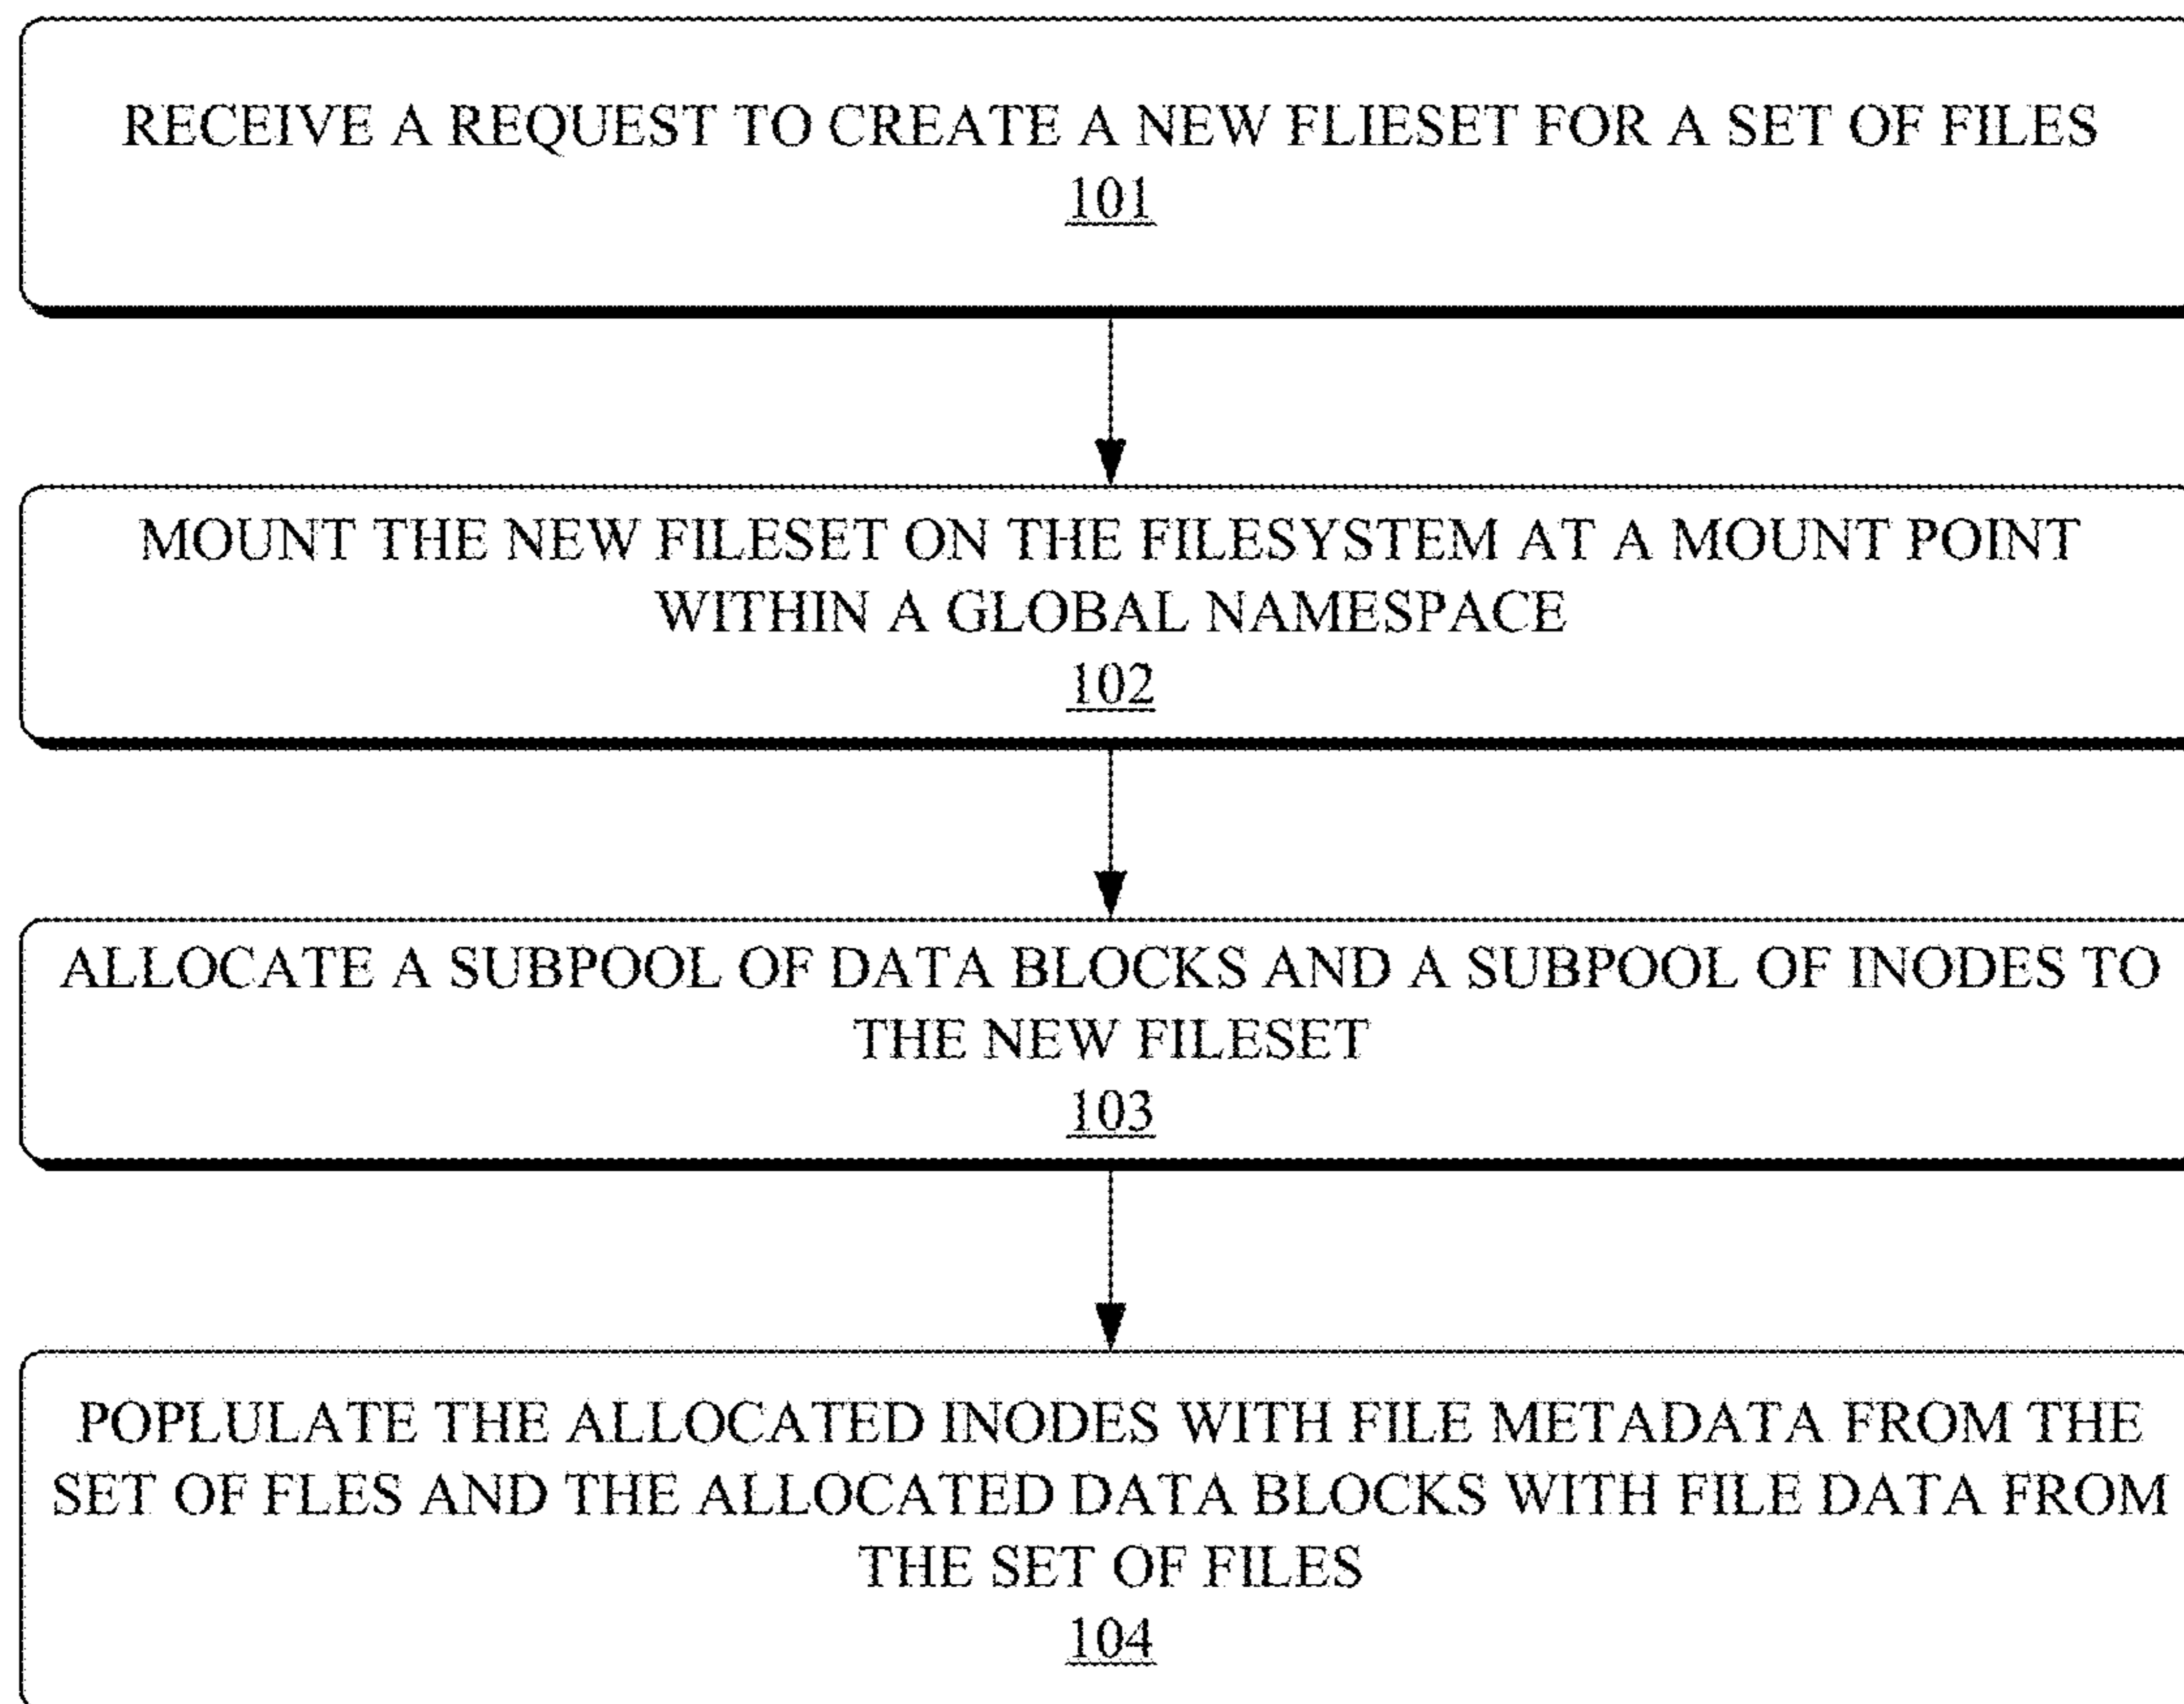 RECEIVE A REQUEST TO CREATE A NEW FLIESET FOR A SET OF FILES
101
MOUNT THE NEW FILESET ON THE FILESYSTEM AT A MOUNT POINT
WITHIN A GLOBAL NAMESPACE
102
ALLOCATE A SUBPOOL OF DATA BLOCKS AND A SUBPOOL OF INODES TO
THE NEW FILESET
103
POPLULATE THE ALLOCATED INODES WITH FILE METADATA FROM THE
SET OF FLES AND THE ALLOCATED DATA BLOCKS WITH FILE DATA FROM
THE SET OF FILES
104